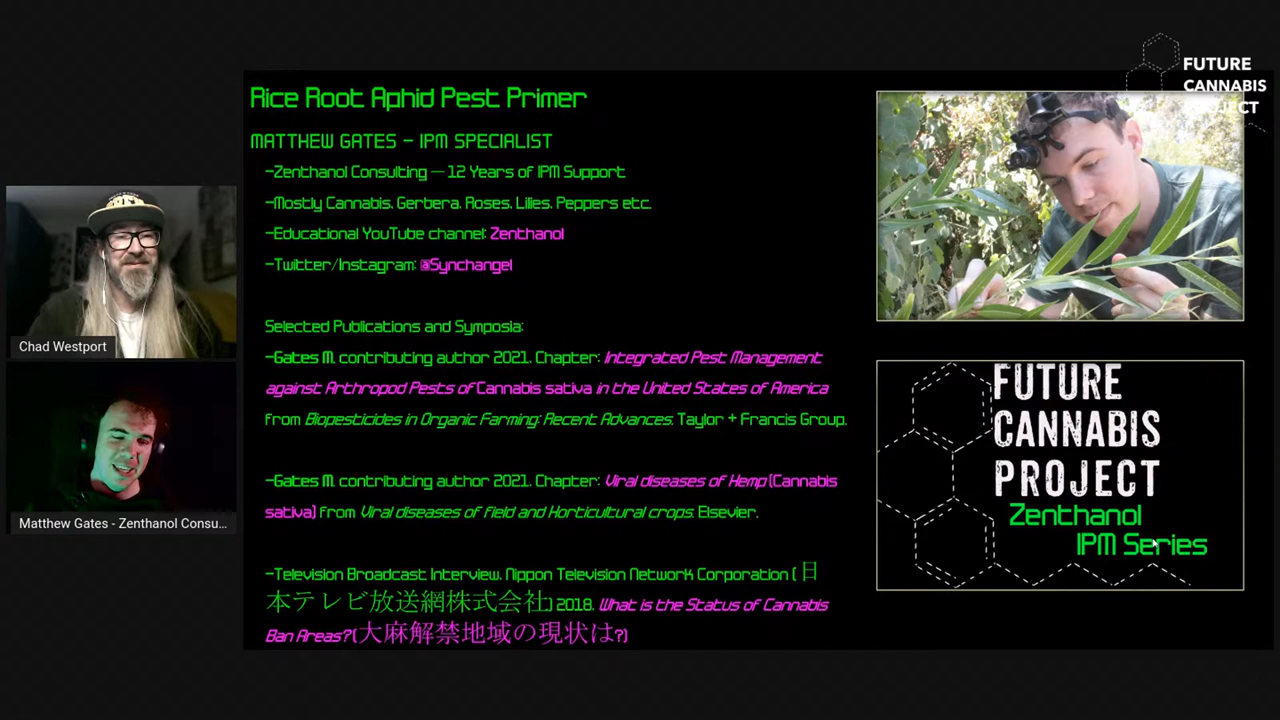 FUTURE
CANNABIS
PROJECT
Rice Root Aphid Pest Primer
MATTHEW GATES - IPM SPECIALIST
-Zenthanol Consulting — 12 Years of IPM Support
-Mostly Cannabis, Gerbera, Roses, Lilies, Peppers etc.
-Educational YouTube channel: Zenthanol
-Twitter/Instagram: @Synchangel
Selected Publications and Symposia:
-Gates M. contributing author 2021. Chapter: Integrated Pest Management
against Arthropod Pests of Cannabis sativa in the United States of America
from Biopesticides in Organic Farming: Recent Advances. Taylor + Francis Group.
-Gates M. contributing author 2021. Chapter: Viral diseases of Hemp (Cannabis
sativa) from Viral diseases of field and Horticultural crops. Elsevier.
-Television Broadcast Interview, Nippon Television Network Corporation ( 日
本テレビ放送網株式会社) 2018. What is the Status of Cannabis
Ban Areas? (大麻解禁地域の現状は?)
Chad Westport
Matthew Gates - Zenthanol Consu...
FUTURE
CANNABIS
PROJECT
Zenthanol
IPM Series